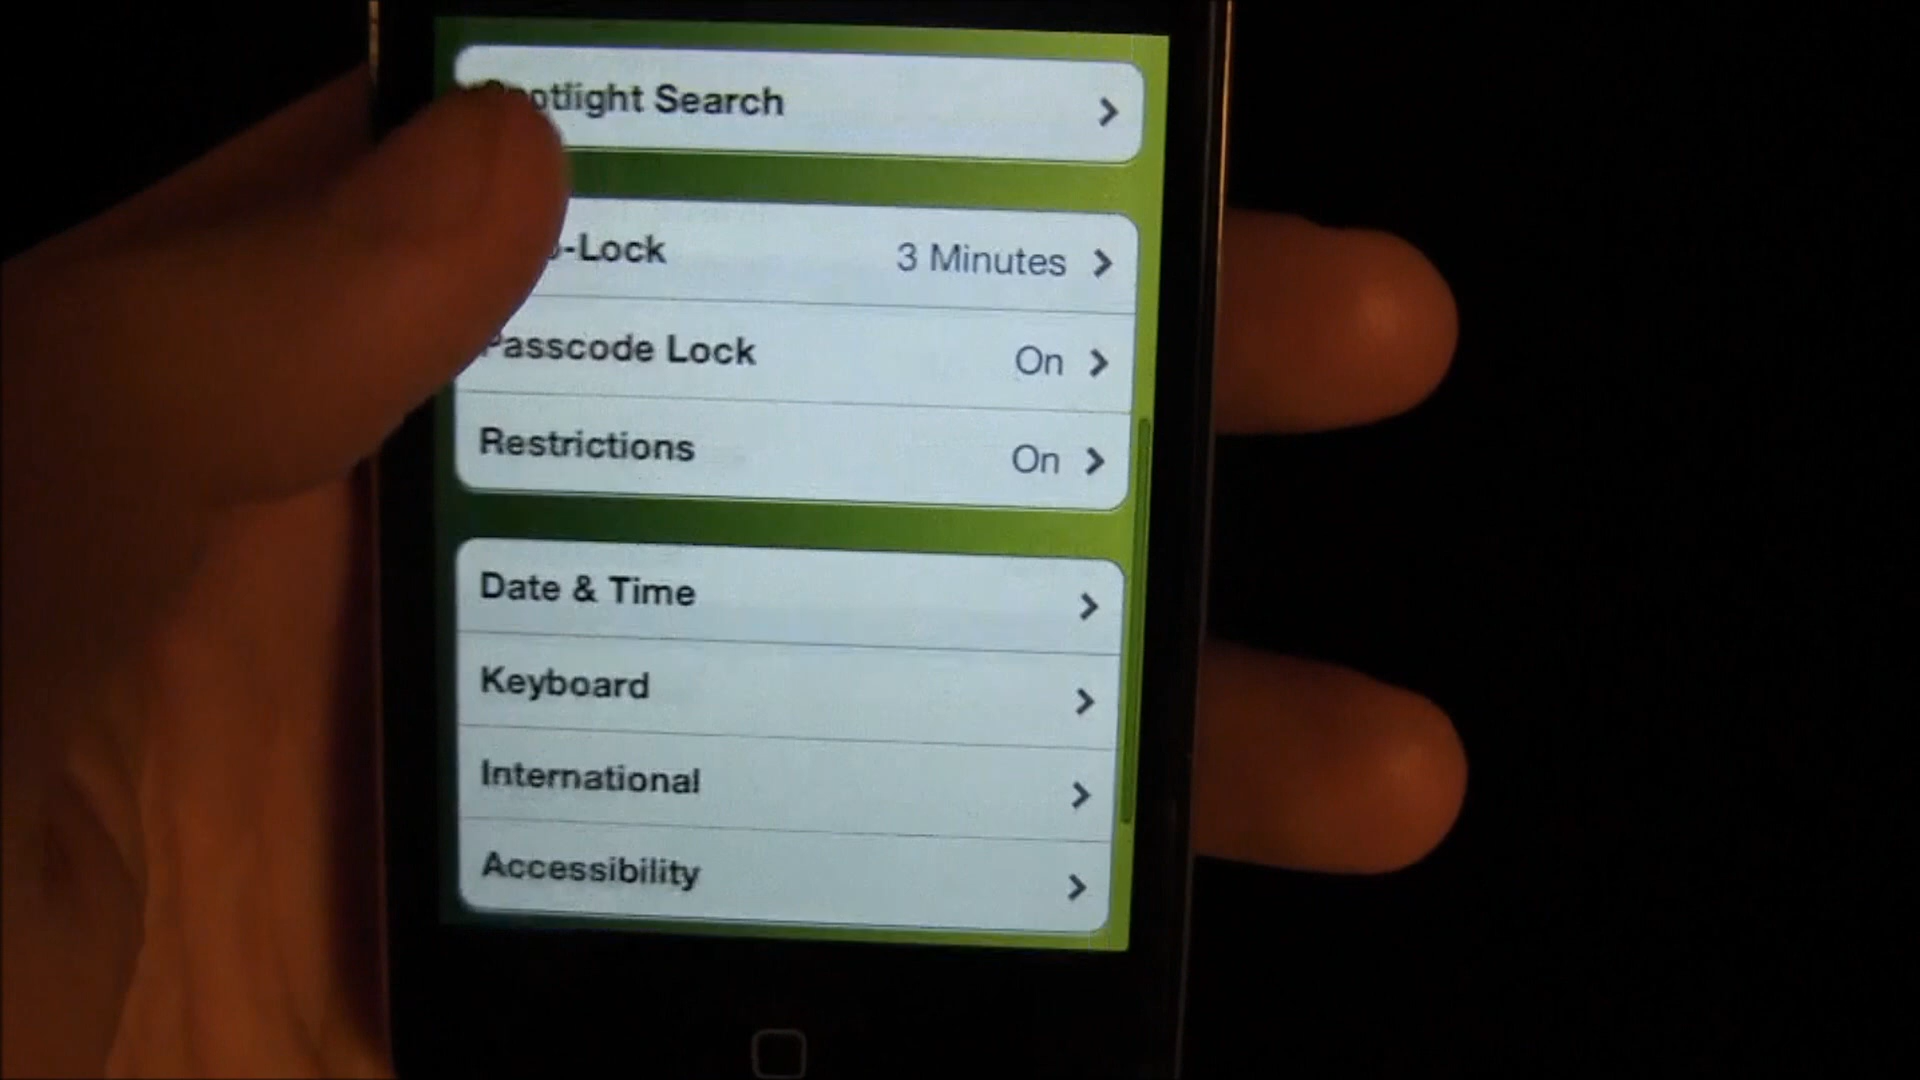 Spotlight Search
-Lock 3 Minutes
Passcode Lock On
Restrictions On
Date & Time
Keyboard
International
Accessibility